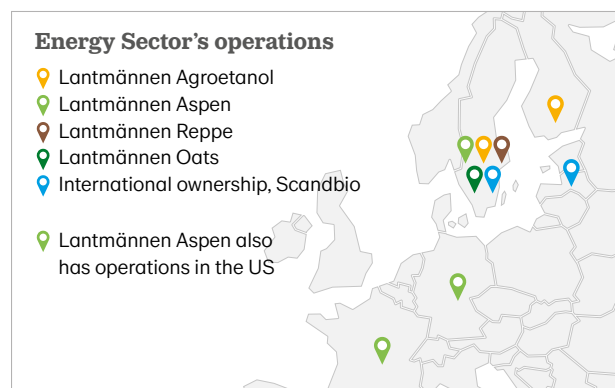 Energy Sector's operations
Lantmännen Agroetanol
Lantmännen Aspen
Lantmännen Reppe
Lantmännen Oats
International ownership, Scandbio
Lantmännen Aspen also
has operations in the US